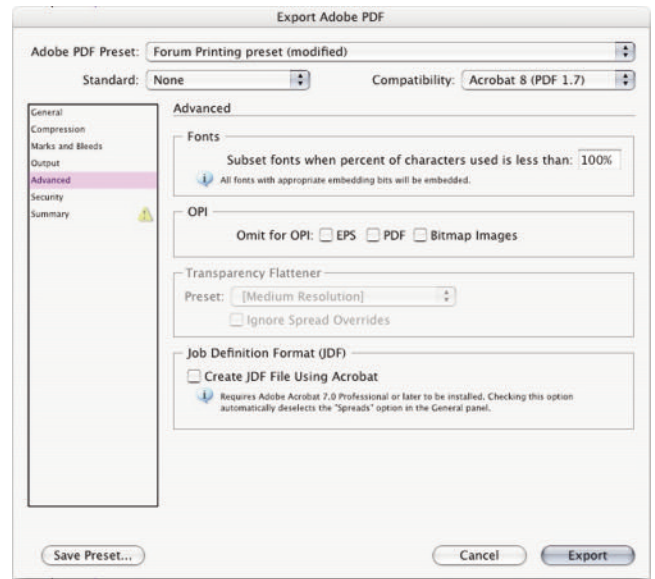 Export Adobe PDF
Adobe PDF Preset: Forum Printing preset (modified)
Standard: None Compatibility: Acrobat 8 (PDF 1.7)
General
Compression
Marks and Bleeds
Output
Advanced
Security
Summary
Advanced
Fonts
Subset fonts when percent of characters used is less than: 100%
All fonts with appropriate embedding bits will be embedded.
OPI
Omit for OPI: EPS PDF Bitmap Images
Transparency Flattener
Preset: [Medium Resolution]
Ignore Spread Overrides
Job Definition Format (JDF)
Create JDF File Using Acrobat
Requires Adobe Acrobat 7.0 Professional or later to be installed. Checking this option
automatically deselects the "Spreads" option in the General panel.
Save Preset... Cancel Export